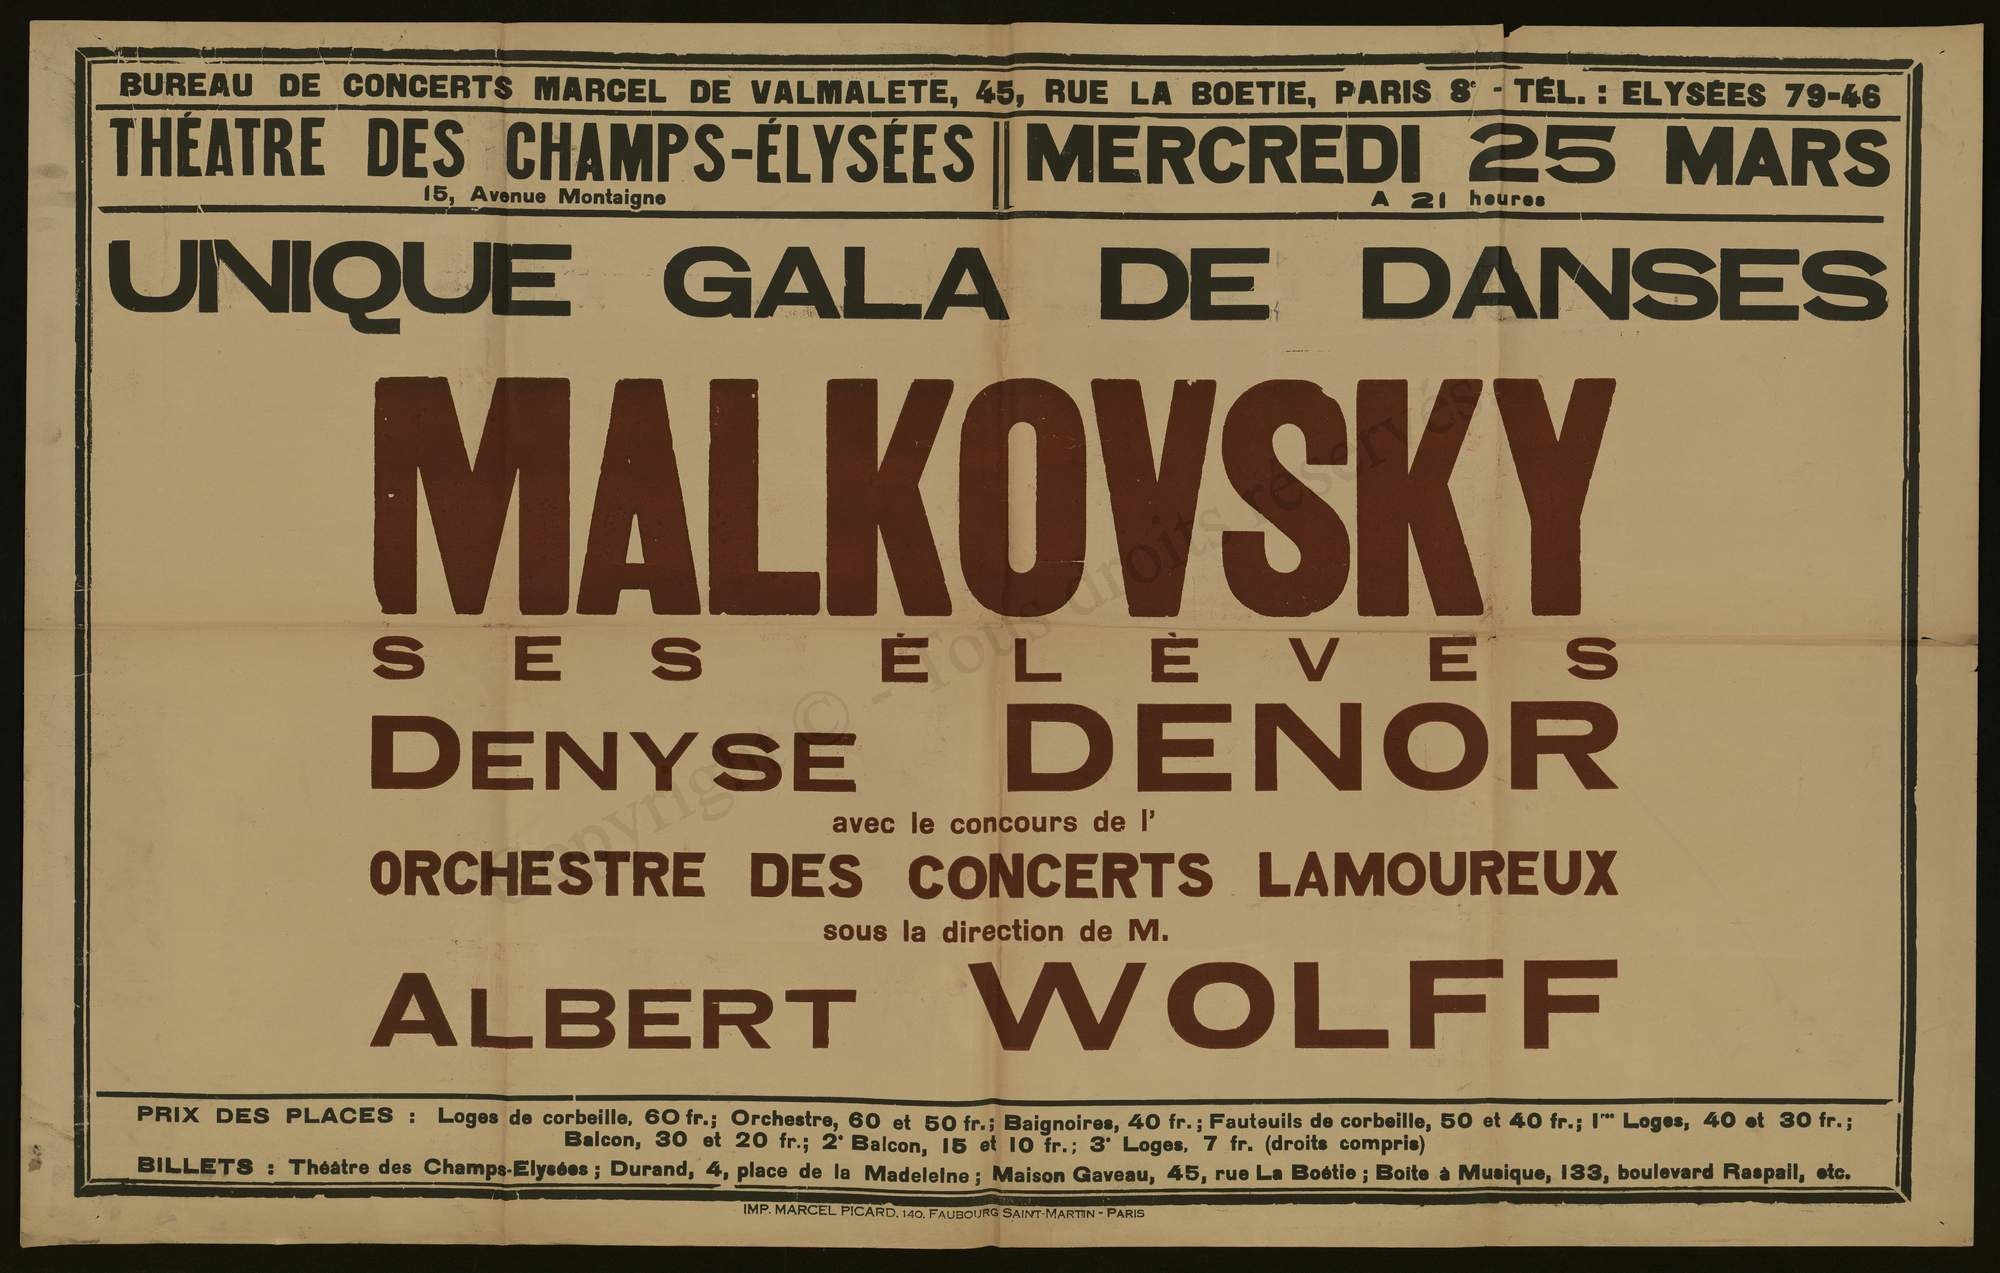 BUREAU DE CONCERTS MARCEL DE VALMALETE, 45, RUE LA BOETIE, PARIS 8e - TÉL. : ELYSÉES 79-46
THÉATRE DES CHAMPS-ÉLYSÉES
15, Avenue Montaigne
MERCREDI 25 MARS
A 21 heures
UNIQUE GALA DE DANSES
MALKOVSKY
SES ÉLÈVES
DENYSE DENOR
avec le concours de l'
ORCHESTRE DES CONCERTS LAMOUREUX
sous la direction de M.
ALBERT WOLFF
PRIX DES PLACES : Loges de corbeille, 60 fr.; Orchestre, 60 et 50 fr.; Baignoires, 40 fr.; Fauteuils de corbeille, 50 et 40 fr.; 1res Loges, 40 et 30 fr.;
Balcon, 30 et 20 fr.; 2e Balcon, 15 et 10 fr.; 3e Loges, 7 fr. (droits compris)
BILLETS : Théâtre des Champs-Elysées; Durand, 4, place de la Madeleine; Maison Gaveau, 45, rue La Boétie; Boite à Musique, 133, boulevard Raspail, etc.
IMP. MARCEL PICARD, 140, FAUBOURG SAINT-MARTIN - PARIS
Copyright © - Tous droits réservés